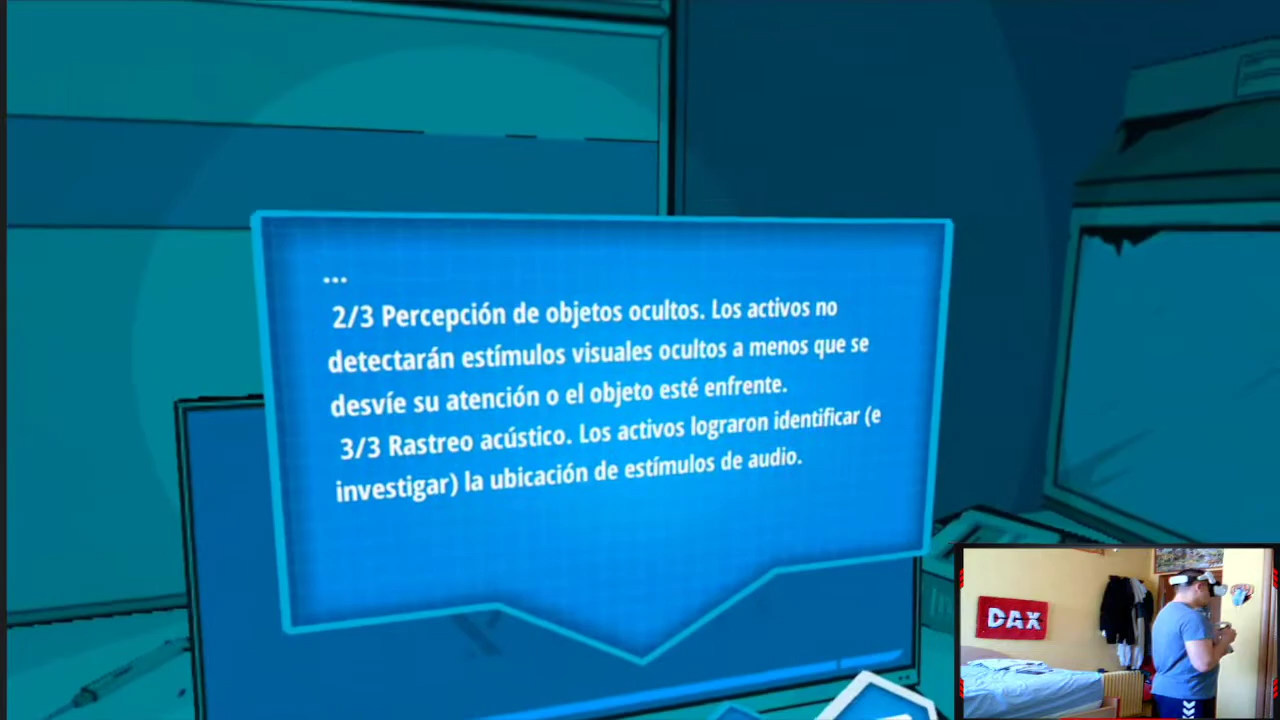 ...
2/3 Percepción de objetos ocultos. Los activos no
detectarán estímulos visuales ocultos a menos que se
desvíe su atención o el objeto esté enfrente.
3/3 Rastreo acústico. Los activos lograron identificar (e
investigar) la ubicación de estímulos de audio.
DAX